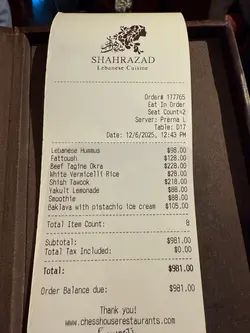 SHAHRAZAD
Lebanese Cuisine
Order# 177765
Eat In Order
Seat Count=2
Server: Prerna L
Table: D17
Date: 12/6/2025, 12:43 PM
Lebanese Hummus $98.00
Fattoush $128.00
Beef Tagine Okra $228.00
White Vermicelli Rice $28.00
Shish Tawook $218.00
Yakult Lemonade $88.00
Smoothie $88.00
Baklava with pistachio ice cream $105.00
Total Item Count: 8
Subtotal: $981.00
Total Tax Included: $0.00
Total: $981.00
Order Balance due: $981.00
Thank you!
www.chesshouserestaurants.com